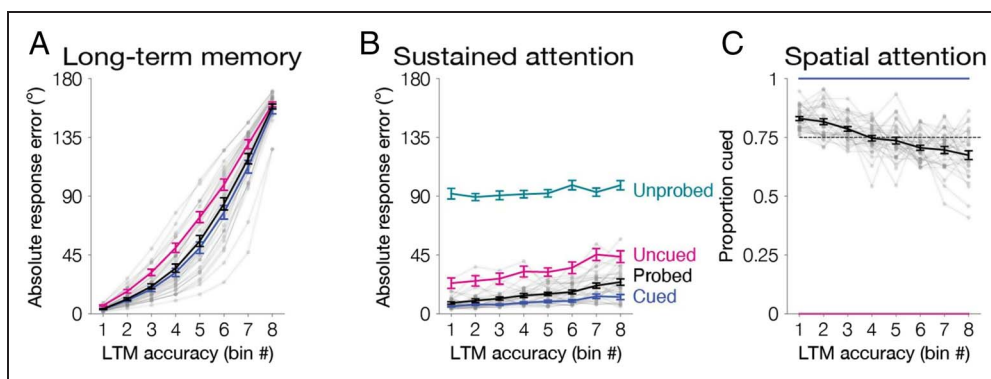 A Long-term memory
Absolute response error (°)
180
135
90
45
0
1 2 3 4 5 6 7 8
LTM accuracy (bin #)
B Sustained attention
Absolute response error (°)
180
135
90
45
0
Unprobed
Uncued
Probed
Cued
1 2 3 4 5 6 7 8
LTM accuracy (bin #)
C Spatial attention
Proportion cued
1
0.75
0.5
0.25
0
1 2 3 4 5 6 7 8
LTM accuracy (bin #)